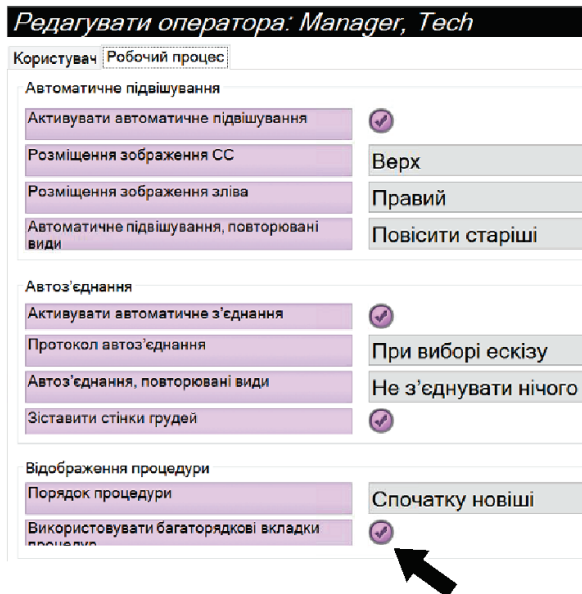 Редагувати оператора: Manager, Tech
Користувач Робочий процес
Автоматичне підвішування
Активувати автоматичне підвішування
Розміщення зображення СС Верх
Розміщення зображення зліва Правий
Автоматичне підвішування, повторювані
види
Повісити старіші
Автоз’єднання
Активувати автоматичне з’єднання
Протокол автоз’єднання При виборі ескізу
Автоз’єднання, повторювані види Не з’єднувати нічого
Зіставити стінки грудей
Відображення процедури
Порядок процедури Спочатку новіші
Використовувати багаторядкові вкладки
процедур